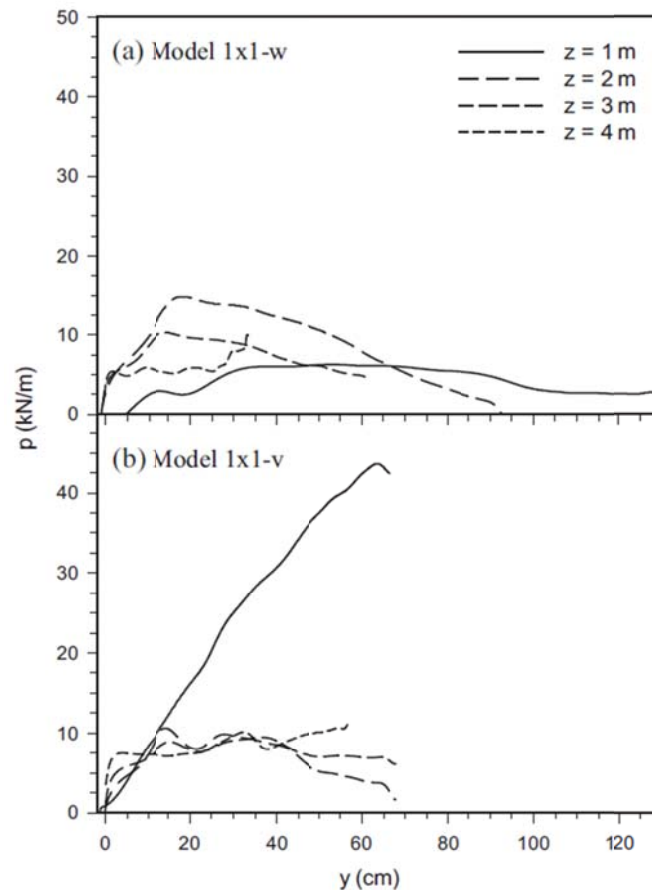 50
(a) Model 1x1-w
z = 1 m
z = 2 m
z = 3 m
z = 4 m
40
30
20
10
0
p (kN/m)
(b) Model 1x1-v
40
30
20
10
0
0 20 40 60 80 100 120
y (cm)